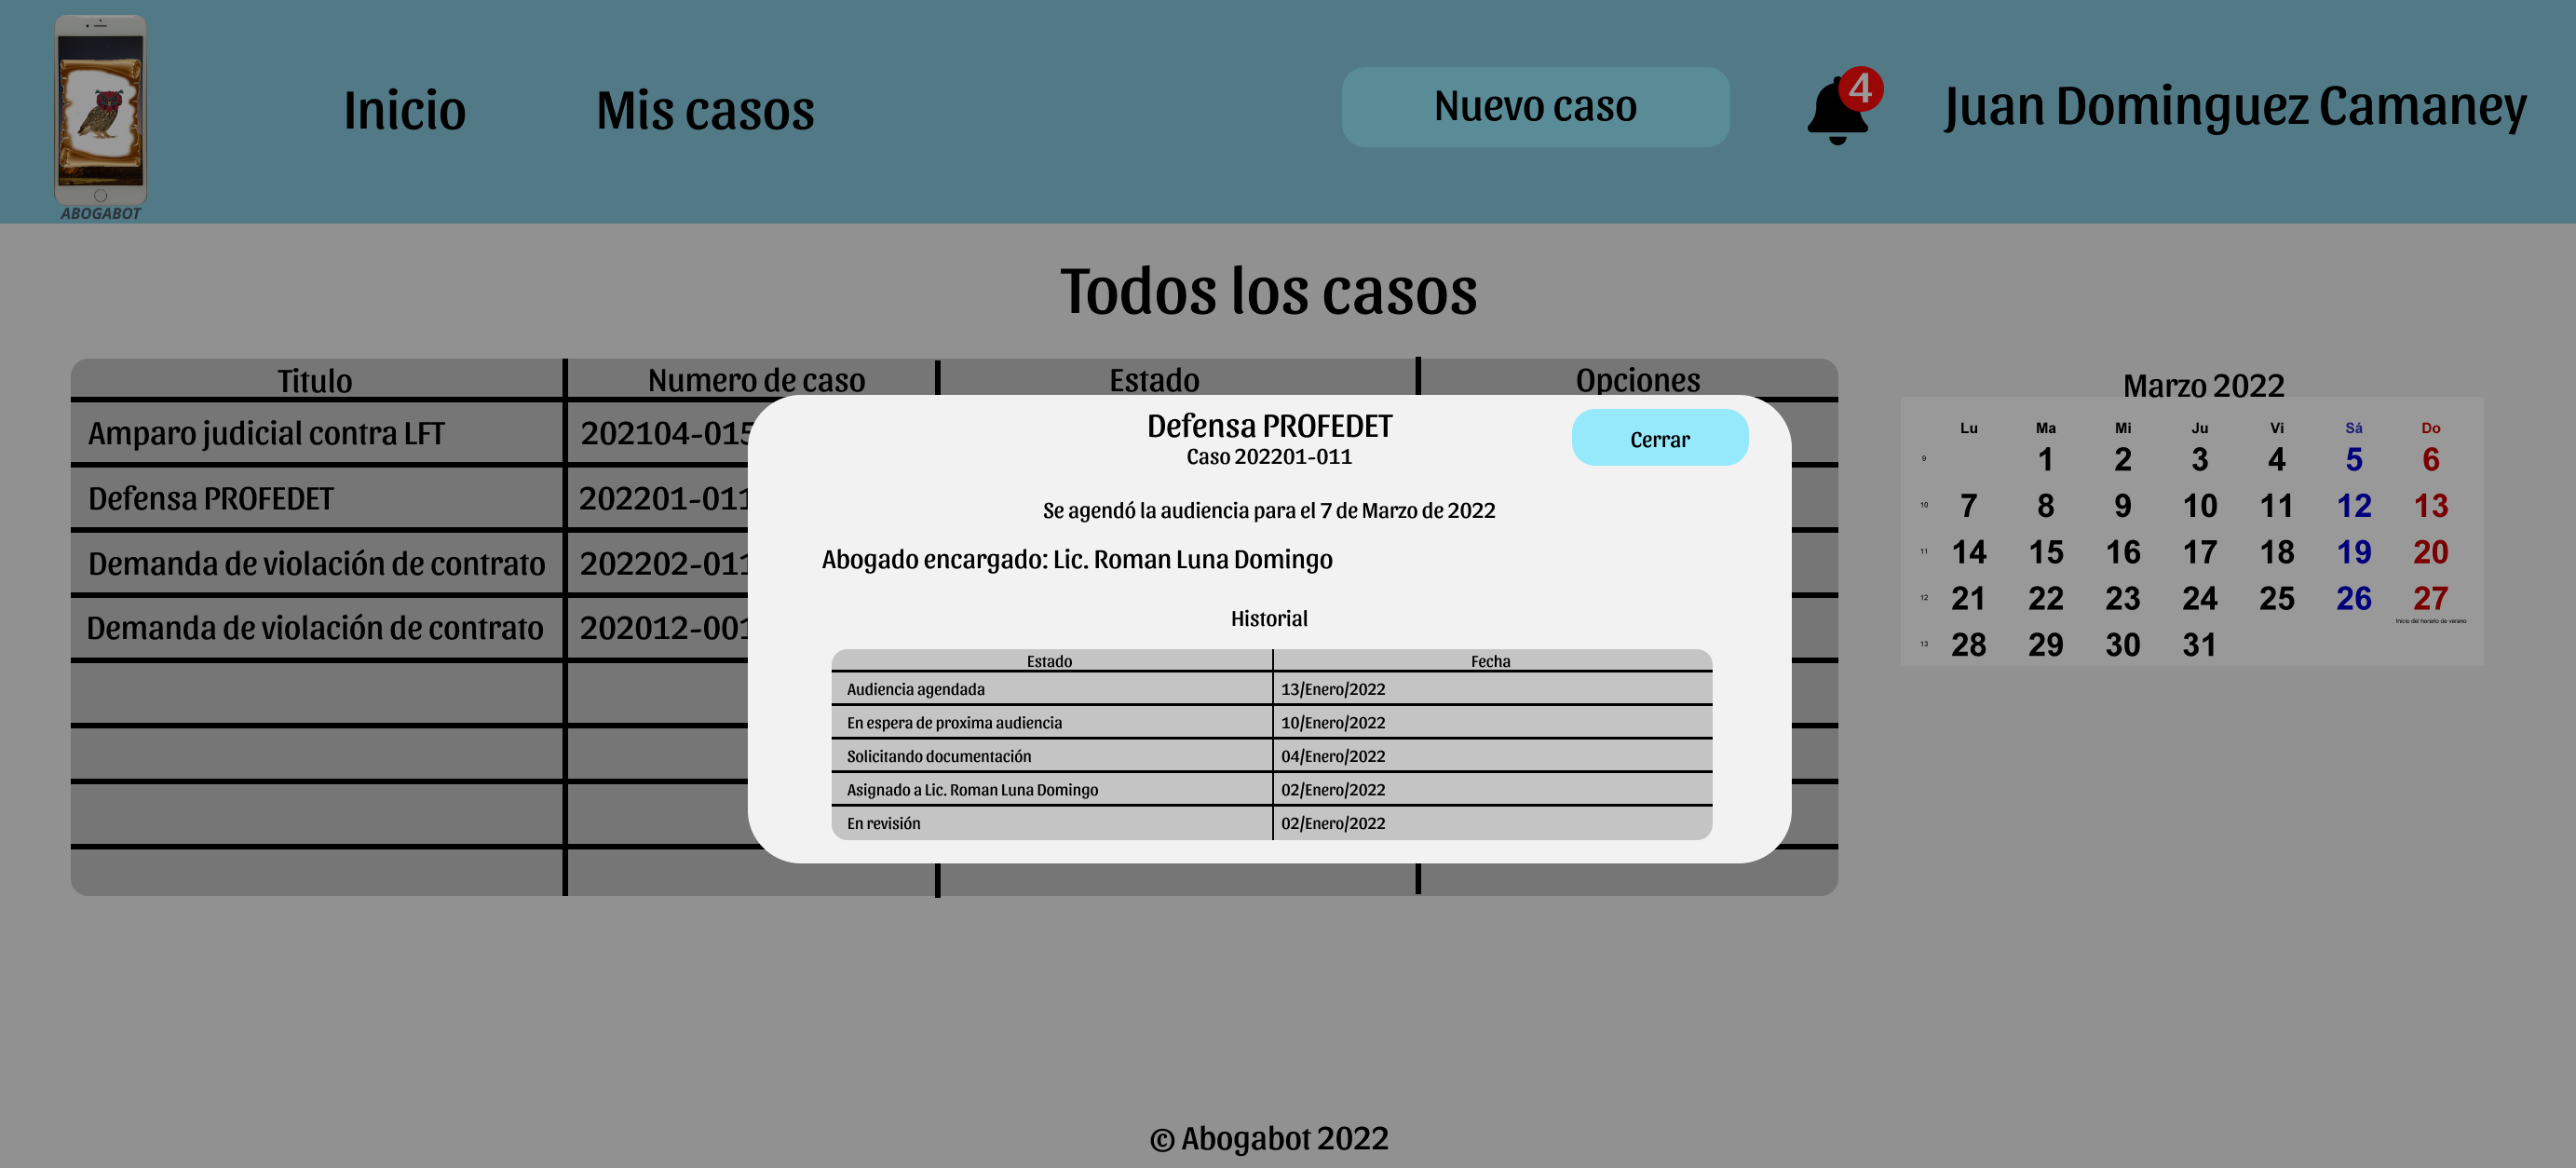 ABOGABOT
Inicio
Mis casos
Nuevo caso
4
Juan Dominguez Camaney
Todos los casos
Titulo
Numero de caso
Estado
Opciones
Amparo judicial contra LFT
202104-015
Defensa PROFEDET
202201-011
Demanda de violación de contrato
202202-011
Demanda de violación de contrato
202012-001
Defensa PROFEDET
Cerrar
Caso 202201-011
Se agendó la audiencia para el 7 de Marzo de 2022
Abogado encargado: Lic. Roman Luna Domingo
Historial
Estado Fecha
Audiencia agendada 13/Enero/2022
En espera de proxima audiencia 10/Enero/2022
Solicitando documentación 04/Enero/2022
Asignado a Lic. Roman Luna Domingo 02/Enero/2022
En revisión 02/Enero/2022
Marzo 2022
Lu Ma Mi Ju Vi Sá Do
9 1 2 3 4 5 6
10 7 8 9 10 11 12 13
11 14 15 16 17 18 19 20
12 21 22 23 24 25 26 27
Inicio del horario de verano
13 28 29 30 31
© Abogabot 2022